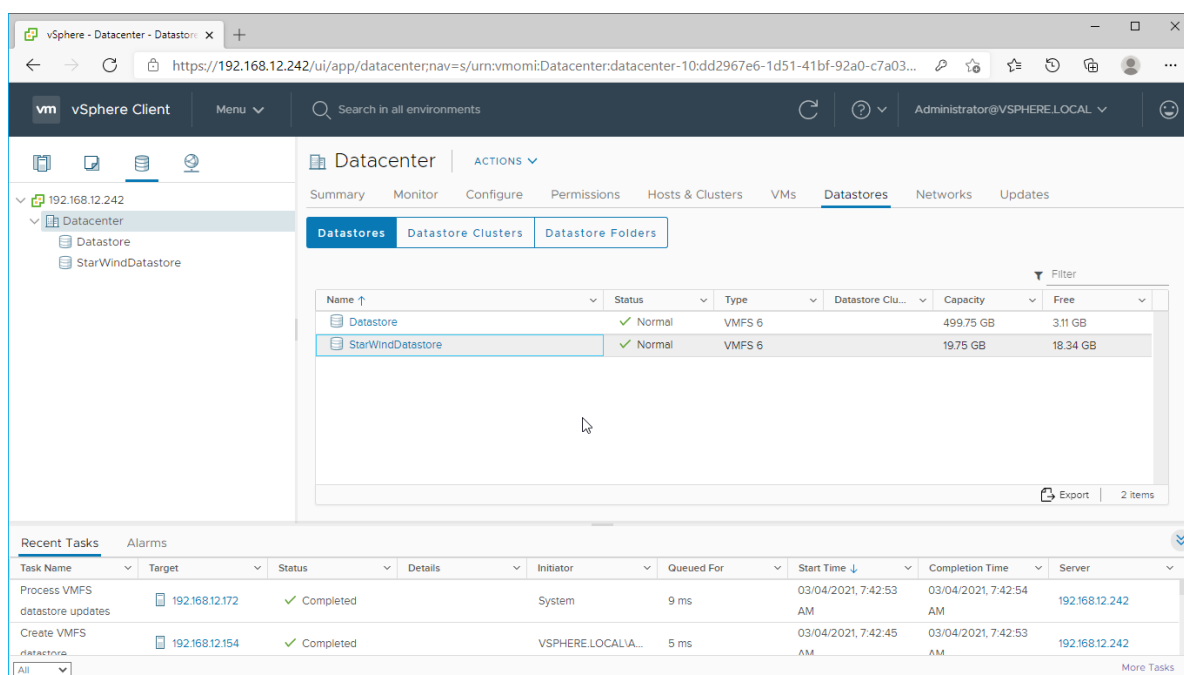 vSphere - Datacenter - Datastore
https://192.168.12.242/ui/app/datacenter;nav=s/urn:vmomi:Datacenter:datacenter-10:dd2967e6-1d51-41bf-92a0-c7a03...
vm vSphere Client Menu Search in all environments Administrator@VSPHERE.LOCAL
Datacenter ACTIONS
Summary Monitor Configure Permissions Hosts & Clusters VMs Datastores Networks Updates
192.168.12.242
Datacenter
Datastore
StarWindDatastore
Datastores Datastore Clusters Datastore Folders
Filter
Name Status Type Datastore Clu... Capacity Free
Datastore Normal VMFS 6 499.75 GB 3.11 GB
StarWindDatastore Normal VMFS 6 19.75 GB 18.34 GB
Export 2 items
Recent Tasks Alarms
Task Name Target Status Details Initiator Queued For Start Time Completion Time Server
Process VMFS datastore updates 192.168.12.172 Completed System 9 ms 03/04/2021, 7:42:53 AM 03/04/2021, 7:42:54 AM 192.168.12.242
Create VMFS datastore 192.168.12.154 Completed VSPHERE.LOCAL\A... 5 ms 03/04/2021, 7:42:45 AM 03/04/2021, 7:42:53 AM 192.168.12.242
All More Tasks